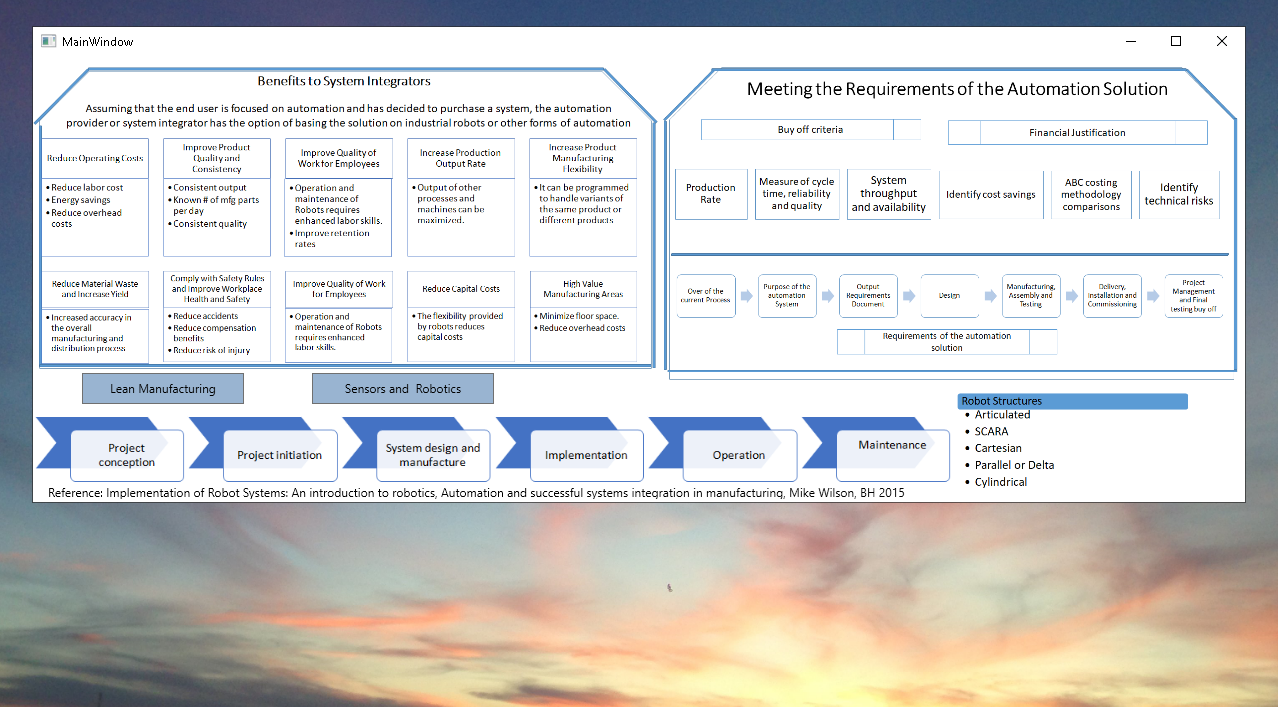 MainWindow
Benefits to System Integrators
Assuming that the end user is focused on automation and has decided to purchase a system, the automation
provider or system integrator has the option of basing the solution on industrial robots or other forms of automation
Reduce Operating Costs
• Reduce labor cost
• Energy savings
• Reduce overhead
costs
Improve Product
Quality and
Consistency
• Consistent output
• Known # of mfg parts
per day
• Consistent quality
Improve Quality of
Work for Employees
• Operation and
maintenance of
Robots requires
enhanced labor skills.
• Improve retention
rates
Increase Production
Output Rate
• Output of other
processes and
machines can be
maximized.
Increase Product
Manufacturing
Flexibility
• It can be programmed
to handle variants of
the same product or
different products
Reduce Material Waste
and Increase Yield
• Increased accuracy in
the overall
manufacturing and
distribution process
Comply with Safety Rules
and Improve Workplace
Health and Safety
• Reduce accidents
• Reduce compensation
benefits
• Reduce risk of injury
Improve Quality of Work
for Employees
• Operation and
maintenance of Robots
requires enhanced
labor skills.
Reduce Capital Costs
• The flexibility provided
by robots reduces
capital costs
High Value
Manufacturing Areas
• Minimize floor space.
• Reduce overhead costs
Meeting the Requirements of the Automation Solution
Buy off criteria
Financial Justification
Production
Rate
Measure of cycle
time, reliability
and quality
System
throughput
and availability
Identify cost savings
ABC costing
methodology
comparisons
Identify
technical risks
Over of the
current Process
Purpose of the
automation
System
Output
Requirements
Document
Design
Manufacturing,
Assembly and
Testing
Delivery,
Installation and
Commissioning
Project
Management
and Final
testing buy off
Requirements of the automation
solution
Lean Manufacturing
Sensors and Robotics
Project
conception
Project initiation
System design and
manufacture
Implementation
Operation
Maintenance
Robot Structures
• Articulated
• SCARA
• Cartesian
• Parallel or Delta
• Cylindrical
Reference: Implementation of Robot Systems: An introduction to robotics, Automation and successful systems integration in manufacturing, Mike Wilson, BH 2015